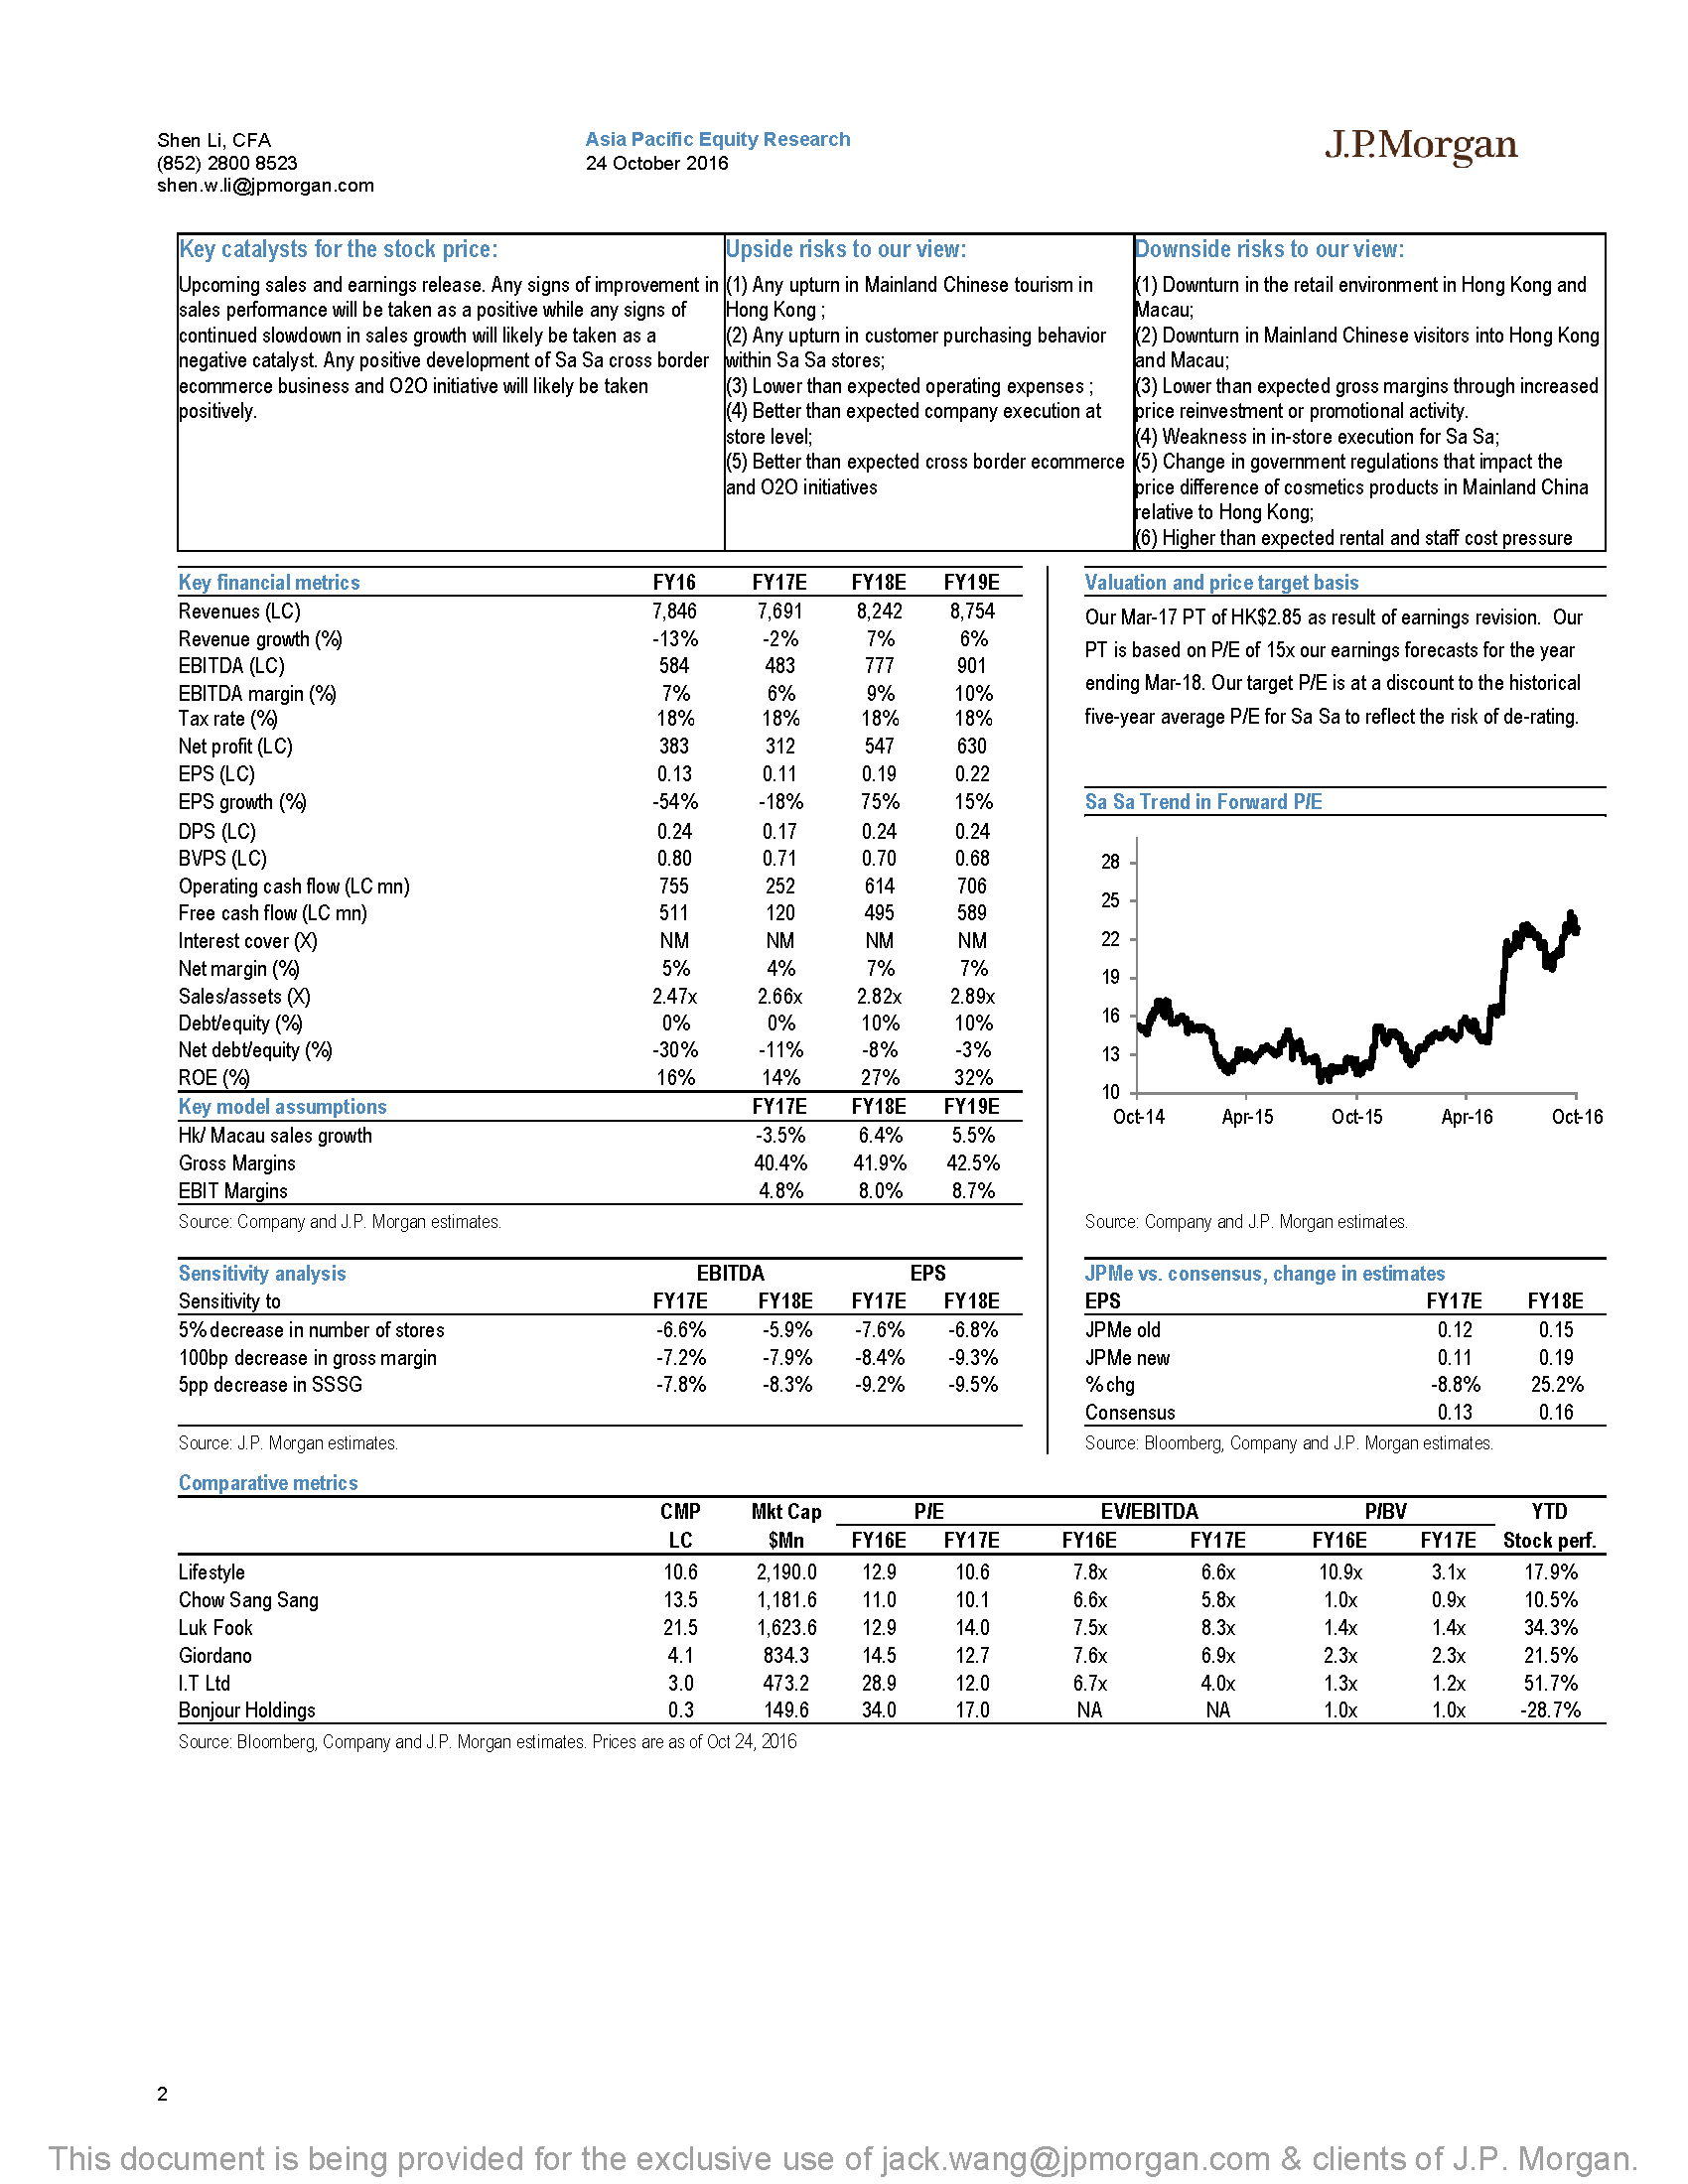 Shen Li, CFA
(852) 2800 8523
shen.w.li@jpmorgan.com
Asia Pacific Equity Research
24 October 2016
J.P.Morgan
Key catalysts for the stock price:
Upcoming sales and earnings release. Any signs of improvement in
sales performance will be taken as a positive while any signs of
continued slowdown in sales growth will likely be taken as a
negative catalyst. Any positive development of Sa Sa cross border
ecommerce business and O2O initiative will likely be taken
positively.
Upside risks to our view:
(1) Any upturn in Mainland Chinese tourism in
Hong Kong ;
(2) Any upturn in customer purchasing behavior
within Sa Sa stores;
(3) Lower than expected operating expenses ;
(4) Better than expected company execution at
store level;
(5) Better than expected cross border ecommerce
and O2O initiatives
Downside risks to our view:
(1) Downturn in the retail environment in Hong Kong and
Macau;
(2) Downturn in Mainland Chinese visitors into Hong Kong
and Macau;
(3) Lower than expected gross margins through increased
price reinvestment or promotional activity.
(4) Weakness in in-store execution for Sa Sa;
(5) Change in government regulations that impact the
price difference of cosmetics products in Mainland China
relative to Hong Kong;
(6) Higher than expected rental and staff cost pressure
Key financial metrics FY16 FY17E FY18E FY19E
Revenues (LC) 7,846 7,691 8,242 8,754
Revenue growth (%) -13% -2% 7% 6%
EBITDA (LC) 584 483 777 901
EBITDA margin (%) 7% 6% 9% 10%
Tax rate (%) 18% 18% 18% 18%
Net profit (LC) 383 312 547 630
EPS (LC) 0.13 0.11 0.19 0.22
EPS growth (%) -54% -18% 75% 15%
DPS (LC) 0.24 0.17 0.24 0.24
BVPS (LC) 0.80 0.71 0.70 0.68
Operating cash flow (LC mn) 755 252 614 706
Free cash flow (LC mn) 511 120 495 589
Interest cover (X) NM NM NM NM
Net margin (%) 5% 4% 7% 7%
Sales/assets (X) 2.47x 2.66x 2.82x 2.89x
Debt/equity (%) 0% 0% 10% 10%
Net debt/equity (%) -30% -11% -8% -3%
ROE (%) 16% 14% 27% 32%
Key model assumptions FY17E FY18E FY19E
Hk/ Macau sales growth -3.5% 6.4% 5.5%
Gross Margins 40.4% 41.9% 42.5%
EBIT Margins 4.8% 8.0% 8.7%
Source: Company and J.P. Morgan estimates.
Valuation and price target basis
Our Mar-17 PT of HK$2.85 as result of earnings revision. Our
PT is based on P/E of 15x our earnings forecasts for the year
ending Mar-18. Our target P/E is at a discount to the historical
five-year average P/E for Sa Sa to reflect the risk of de-rating.
Sa Sa Trend in Forward P/E
28
25
22
19
16
13
10
Oct-14 Apr-15 Oct-15 Apr-16 Oct-16
Source: Company and J.P. Morgan estimates.
Sensitivity analysis EBITDA EPS
Sensitivity to FY17E FY18E FY17E FY18E
5% decrease in number of stores -6.6% -5.9% -7.6% -6.8%
100bp decrease in gross margin -7.2% -7.9% -8.4% -9.3%
5pp decrease in SSSG -7.8% -8.3% -9.2% -9.5%
Source: J.P. Morgan estimates.
JPMe vs. consensus, change in estimates
EPS FY17E FY18E
JPMe old 0.12 0.15
JPMe new 0.11 0.19
% chg -8.8% 25.2%
Consensus 0.13 0.16
Source: Bloomberg, Company and J.P. Morgan estimates.
Comparative metrics
CMP Mkt Cap P/E EV/EBITDA P/BV YTD
LC $Mn FY16E FY17E FY16E FY17E FY16E FY17E Stock perf.
Lifestyle 10.6 2,190.0 12.9 10.6 7.8x 6.6x 10.9x 3.1x 17.9%
Chow Sang Sang 13.5 1,181.6 11.0 10.1 6.6x 5.8x 1.0x 0.9x 10.5%
Luk Fook 21.5 1,623.6 12.9 14.0 7.5x 8.3x 1.4x 1.4x 34.3%
Giordano 4.1 834.3 14.5 12.7 7.6x 6.9x 2.3x 2.3x 21.5%
I.T Ltd 3.0 473.2 28.9 12.0 6.7x 4.0x 1.3x 1.2x 51.7%
Bonjour Holdings 0.3 149.6 34.0 17.0 NA NA 1.0x 1.0x -28.7%
Source: Bloomberg, Company and J.P. Morgan estimates. Prices are as of Oct 24, 2016
2
This document is being provided for the exclusive use of jack.wang@jpmorgan.com & clients of J.P. Morgan.